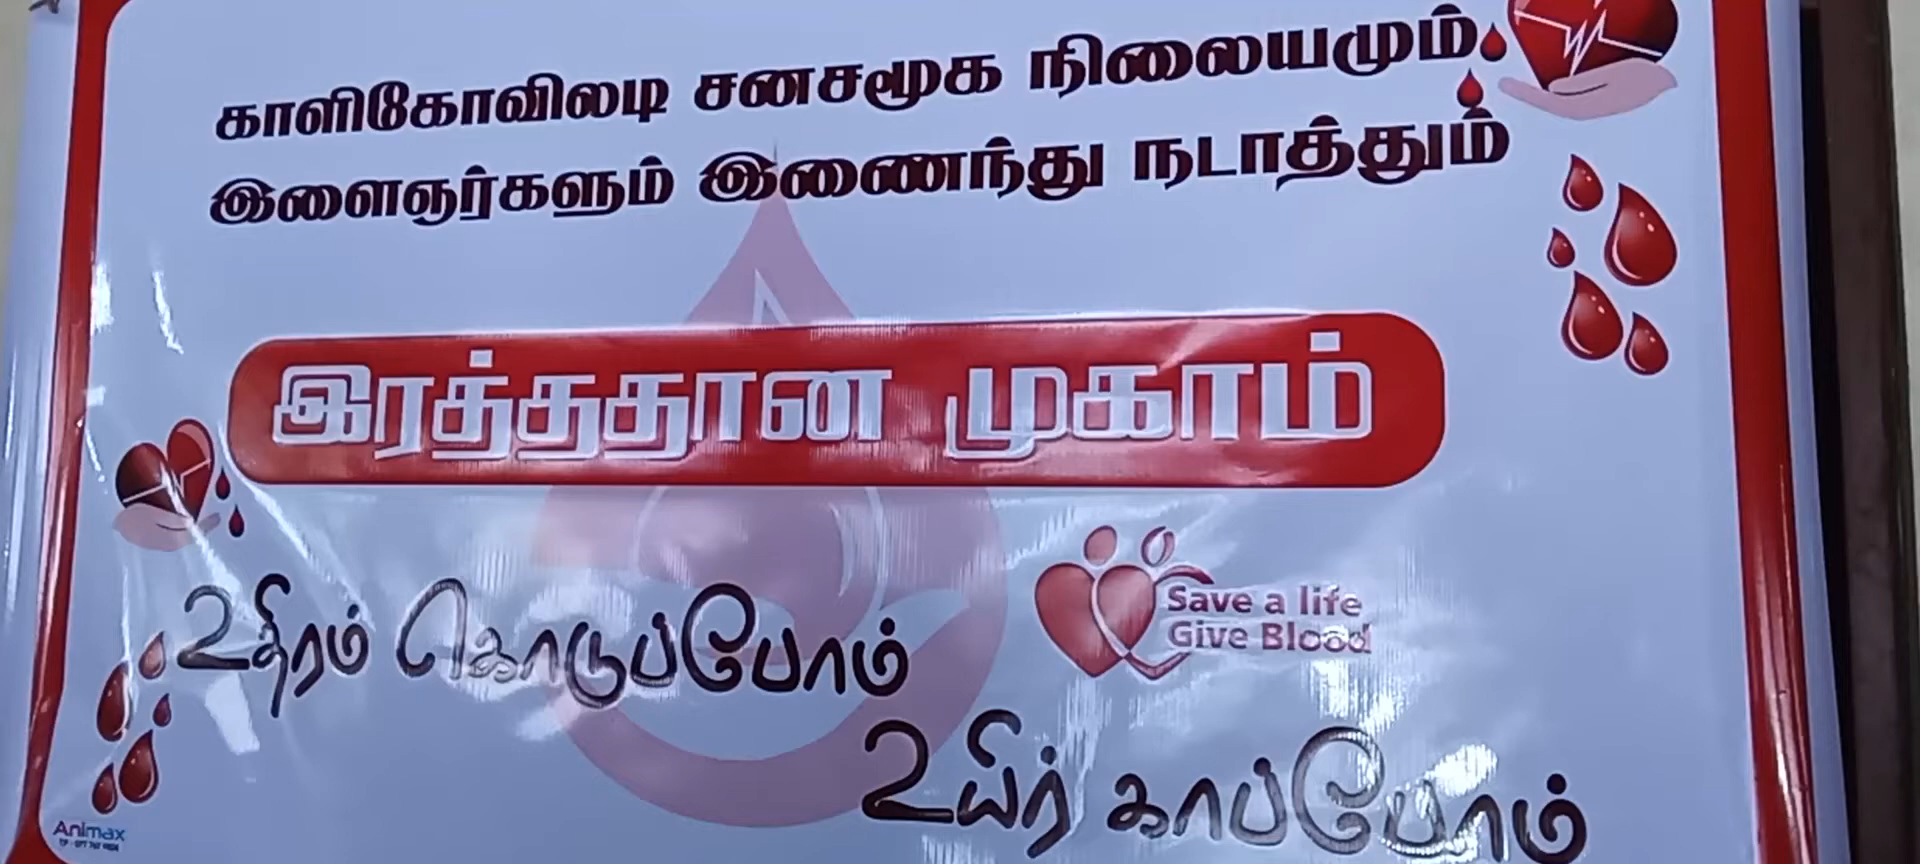 காளிகோவிலடி சனசமூக நிலையமும்
இளைஞர்களும் இணைந்து நடாத்தும்
இரத்ததான முகாம்
உதிரம் கொடுப்போம்
Save a life
Give Blood
உயிர் காப்போம்
Animax